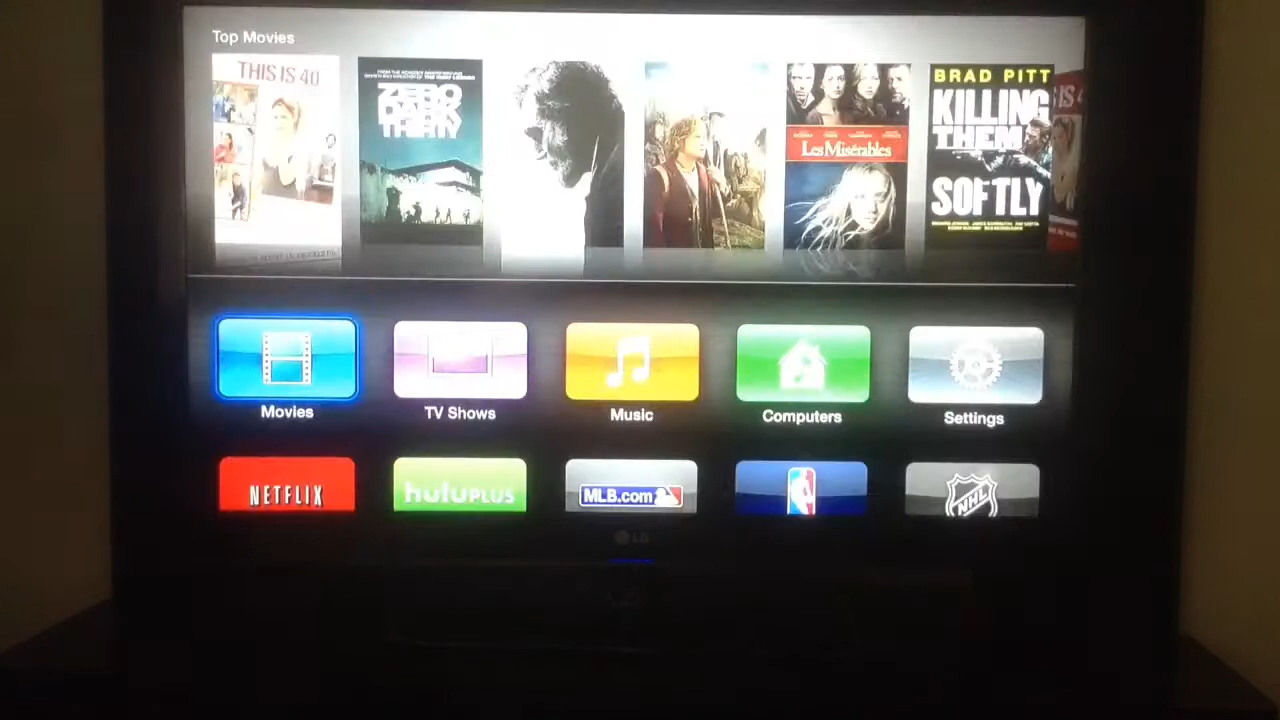 Top Movies
THIS IS 40
ZERO
DARK
THIRTY
Les Misérables
BRAD PITT
KILLING
THEM
SOFTLY
Movies
TV Shows
Music
Computers
Settings
NETFLIX
huluPLUS
MLB.com
NHL
LG